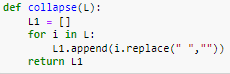 def collapse(L):
    L1 = []
    for i in L:
        L1.append(i.replace(" ",""))
    return L1